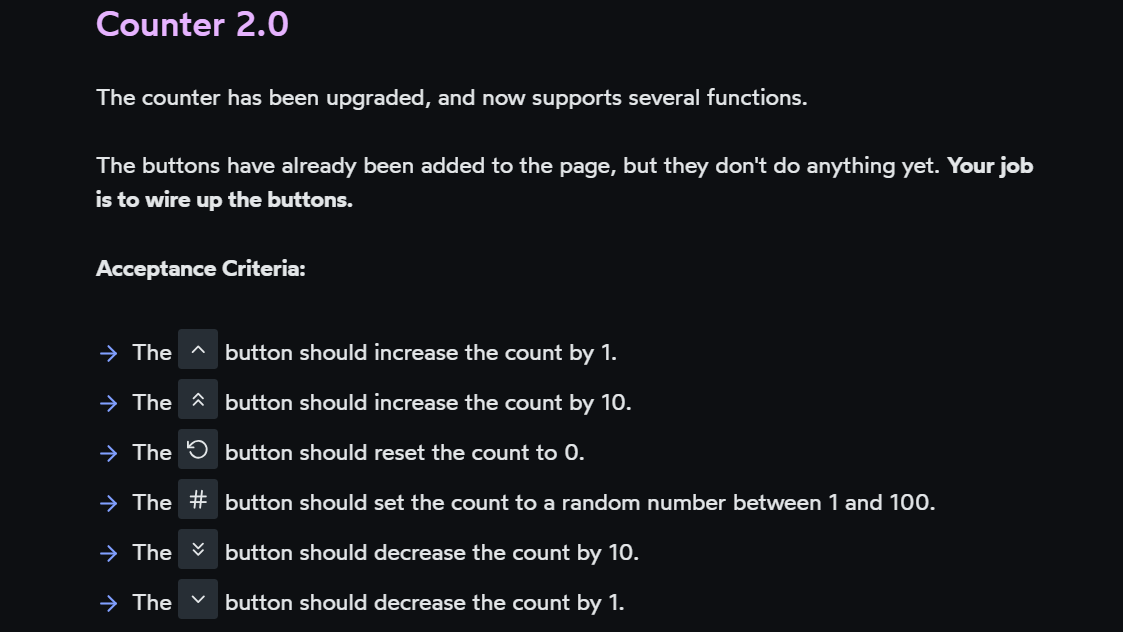 Counter 2.0
The counter has been upgraded, and now supports several functions.
The buttons have already been added to the page, but they don't do anything yet. Your job
is to wire up the buttons.
Acceptance Criteria:
The button should increase the count by 1.
The button should increase the count by 10.
The button should reset the count to 0.
The # button should set the count to a random number between 1 and 100.
The button should decrease the count by 10.
The button should decrease the count by 1.